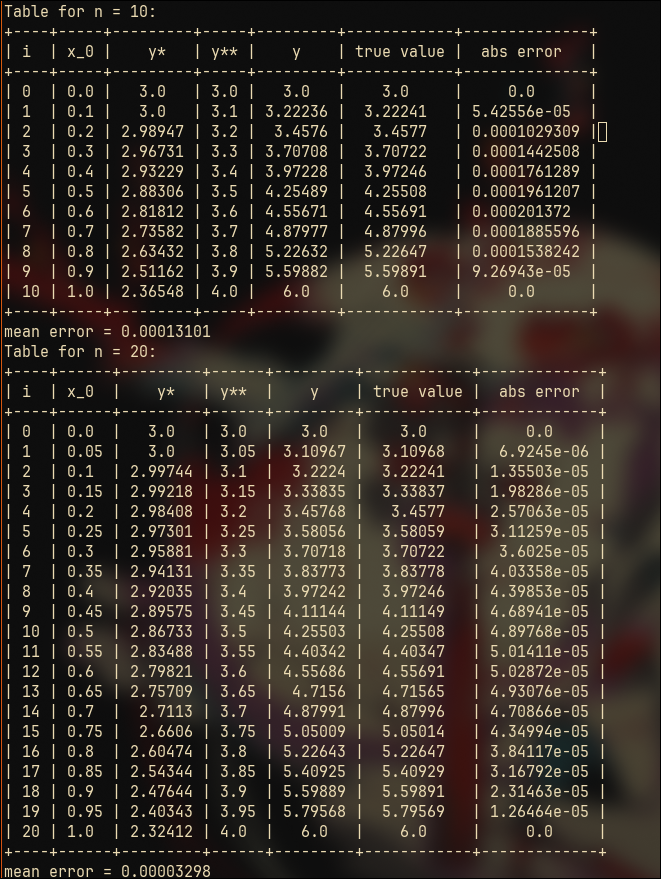 Table for n = 10:
+----+-----+---------+-----+---------+------------+--------------+
| i | x_0 | y* | y** | y | true value | abs error |
+----+-----+---------+-----+---------+------------+--------------+
| 0 | 0.0 | 3.0 | 3.0 | 3.0 | 3.0 | 0.0 |
| 1 | 0.1 | 3.0 | 3.1 | 3.22236 | 3.22241 | 5.42556e-05 |
| 2 | 0.2 | 2.98947 | 3.2 | 3.4576 | 3.4577 | 0.0001029309 |
| 3 | 0.3 | 2.96731 | 3.3 | 3.70708 | 3.70722 | 0.0001442508 |
| 4 | 0.4 | 2.93229 | 3.4 | 3.97228 | 3.97246 | 0.0001761289 |
| 5 | 0.5 | 2.88306 | 3.5 | 4.25489 | 4.25508 | 0.0001961207 |
| 6 | 0.6 | 2.81812 | 3.6 | 4.55671 | 4.55691 | 0.000201372 |
| 7 | 0.7 | 2.73582 | 3.7 | 4.87977 | 4.87996 | 0.0001885596 |
| 8 | 0.8 | 2.63432 | 3.8 | 5.22632 | 5.22647 | 0.0001538242 |
| 9 | 0.9 | 2.51162 | 3.9 | 5.59882 | 5.59891 | 9.26943e-05 |
| 10 | 1.0 | 2.36548 | 4.0 | 6.0 | 6.0 | 0.0 |
+----+-----+---------+-----+---------+------------+--------------+
mean error = 0.00013101
Table for n = 20:
+----+------+---------+------+---------+------------+-------------+
| i | x_0 | y* | y** | y | true value | abs error |
+----+------+---------+------+---------+------------+-------------+
| 0 | 0.0 | 3.0 | 3.0 | 3.0 | 3.0 | 0.0 |
| 1 | 0.05 | 3.0 | 3.05 | 3.10967 | 3.10968 | 6.9245e-06 |
| 2 | 0.1 | 2.99744 | 3.1 | 3.2224 | 3.22241 | 1.35503e-05 |
| 3 | 0.15 | 2.99218 | 3.15 | 3.33835 | 3.33837 | 1.98286e-05 |
| 4 | 0.2 | 2.98408 | 3.2 | 3.45768 | 3.4577 | 2.57063e-05 |
| 5 | 0.25 | 2.97301 | 3.25 | 3.58056 | 3.58059 | 3.11259e-05 |
| 6 | 0.3 | 2.95881 | 3.3 | 3.70718 | 3.70722 | 3.6025e-05 |
| 7 | 0.35 | 2.94131 | 3.35 | 3.83773 | 3.83778 | 4.03358e-05 |
| 8 | 0.4 | 2.92035 | 3.4 | 3.97242 | 3.97246 | 4.39853e-05 |
| 9 | 0.45 | 2.89575 | 3.45 | 4.11144 | 4.11149 | 4.68941e-05 |
| 10 | 0.5 | 2.86733 | 3.5 | 4.25503 | 4.25508 | 4.89768e-05 |
| 11 | 0.55 | 2.83488 | 3.55 | 4.40342 | 4.40347 | 5.01411e-05 |
| 12 | 0.6 | 2.79821 | 3.6 | 4.55686 | 4.55691 | 5.02872e-05 |
| 13 | 0.65 | 2.75709 | 3.65 | 4.7156 | 4.71565 | 4.93076e-05 |
| 14 | 0.7 | 2.7113 | 3.7 | 4.87991 | 4.87996 | 4.70866e-05 |
| 15 | 0.75 | 2.6606 | 3.75 | 5.05009 | 5.05014 | 4.34994e-05 |
| 16 | 0.8 | 2.60474 | 3.8 | 5.22643 | 5.22647 | 3.84117e-05 |
| 17 | 0.85 | 2.54344 | 3.85 | 5.40925 | 5.40929 | 3.16792e-05 |
| 18 | 0.9 | 2.47644 | 3.9 | 5.59889 | 5.59891 | 2.31463e-05 |
| 19 | 0.95 | 2.40343 | 3.95 | 5.79568 | 5.79569 | 1.26464e-05 |
| 20 | 1.0 | 2.32412 | 4.0 | 6.0 | 6.0 | 0.0 |
+----+------+---------+------+---------+------------+-------------+
mean error = 0.00003298